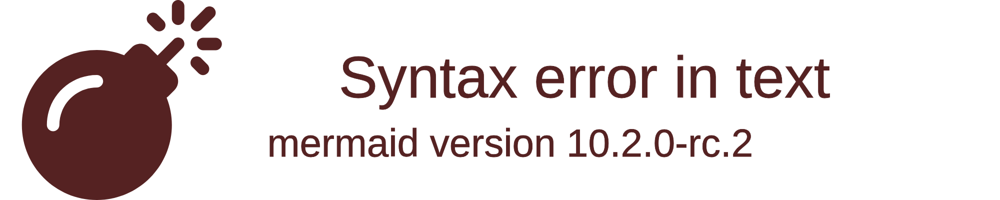 Syntax error in text
mermaid version 10.2.0-rc.2